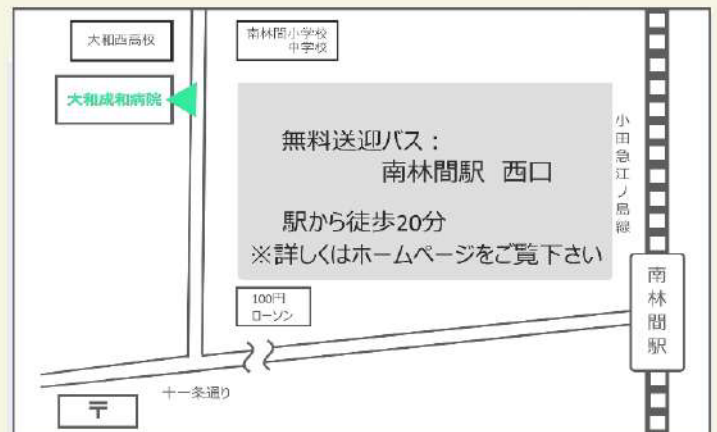 大和西高校
南林間小学校
中学校
大和成和病院
無料送迎バス：
南林間駅 西口
駅から徒歩20分
※詳しくはホームページをご覧下さい
小田急江ノ島線
100円
ローソン
南林間駅
十一条通り
〒